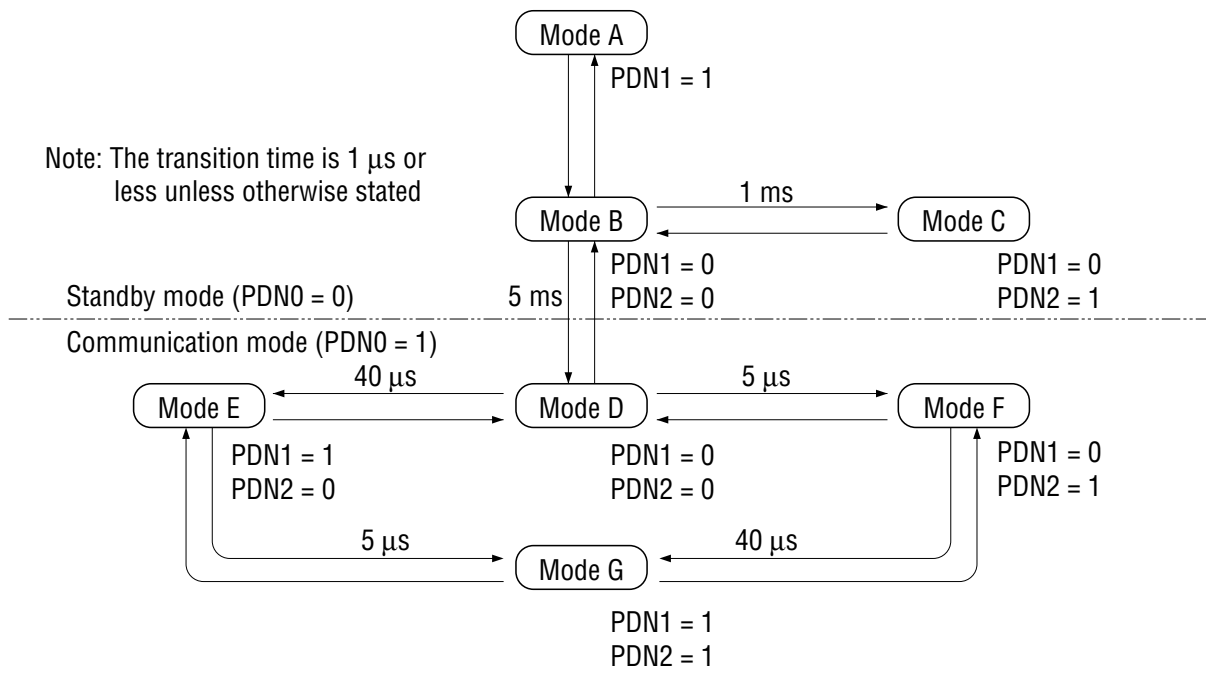 Mode A
PDN1 = 1
Note: The transition time is 1 μs or
less unless otherwise stated
1 ms
Mode B
Mode C
PDN1 = 0
PDN2 = 0
PDN1 = 0
PDN2 = 1
Standby mode (PDN0 = 0)
5 ms
Communication mode (PDN0 = 1)
40 μs
5 μs
Mode E
Mode D
Mode F
PDN1 = 1
PDN2 = 0
PDN1 = 0
PDN2 = 0
PDN1 = 0
PDN2 = 1
5 μs
40 μs
Mode G
PDN1 = 1
PDN2 = 1